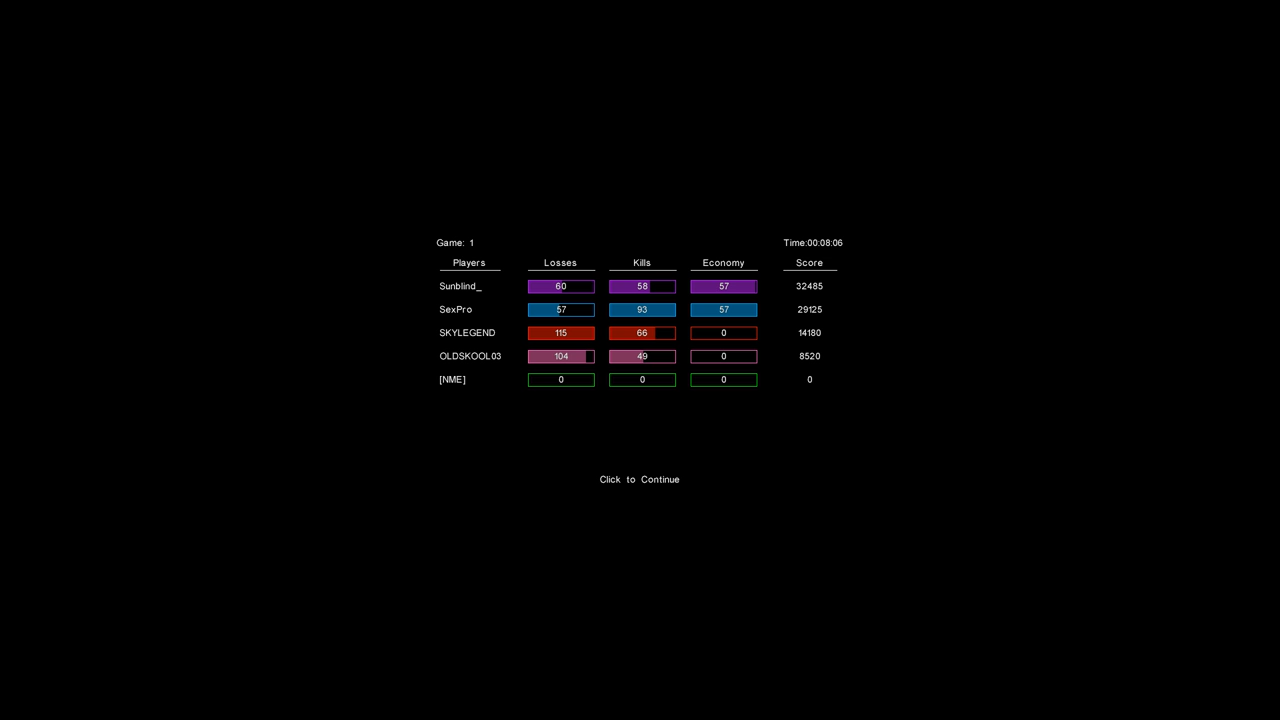 Game: 1 Time:00:08:06
Players Losses Kills Economy Score
Sunblind_ 60 58 57 32485
SexPro 57 93 57 29125
SKYLEGEND 115 66 0 14180
OLDSKOOL03 104 49 0 8520
[NME] 0 0 0 0
Click to Continue